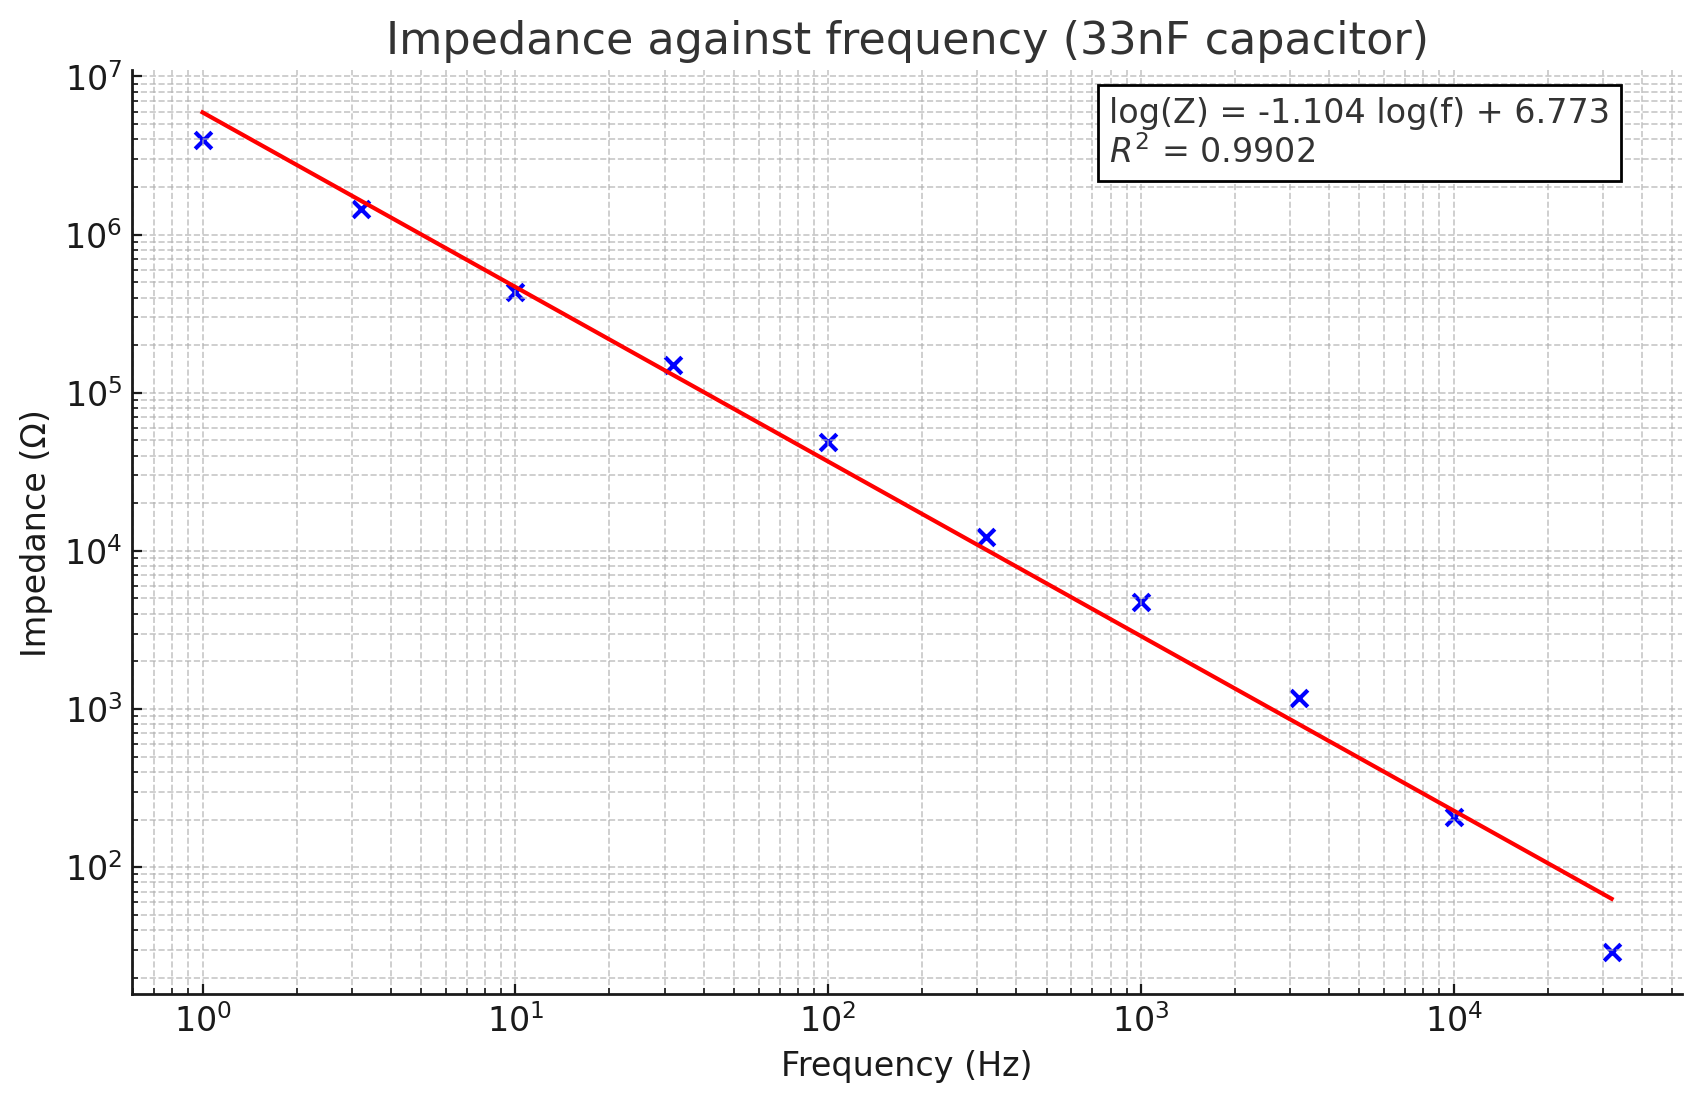 Impedance against frequency (33nF capacitor)
log(Z) = -1.104 log(f) + 6.773
R² = 0.9902
Impedance (Ω)
10⁷
10⁶
10⁵
10⁴
10³
10²
10⁰ 10¹ 10² 10³ 10⁴
Frequency (Hz)